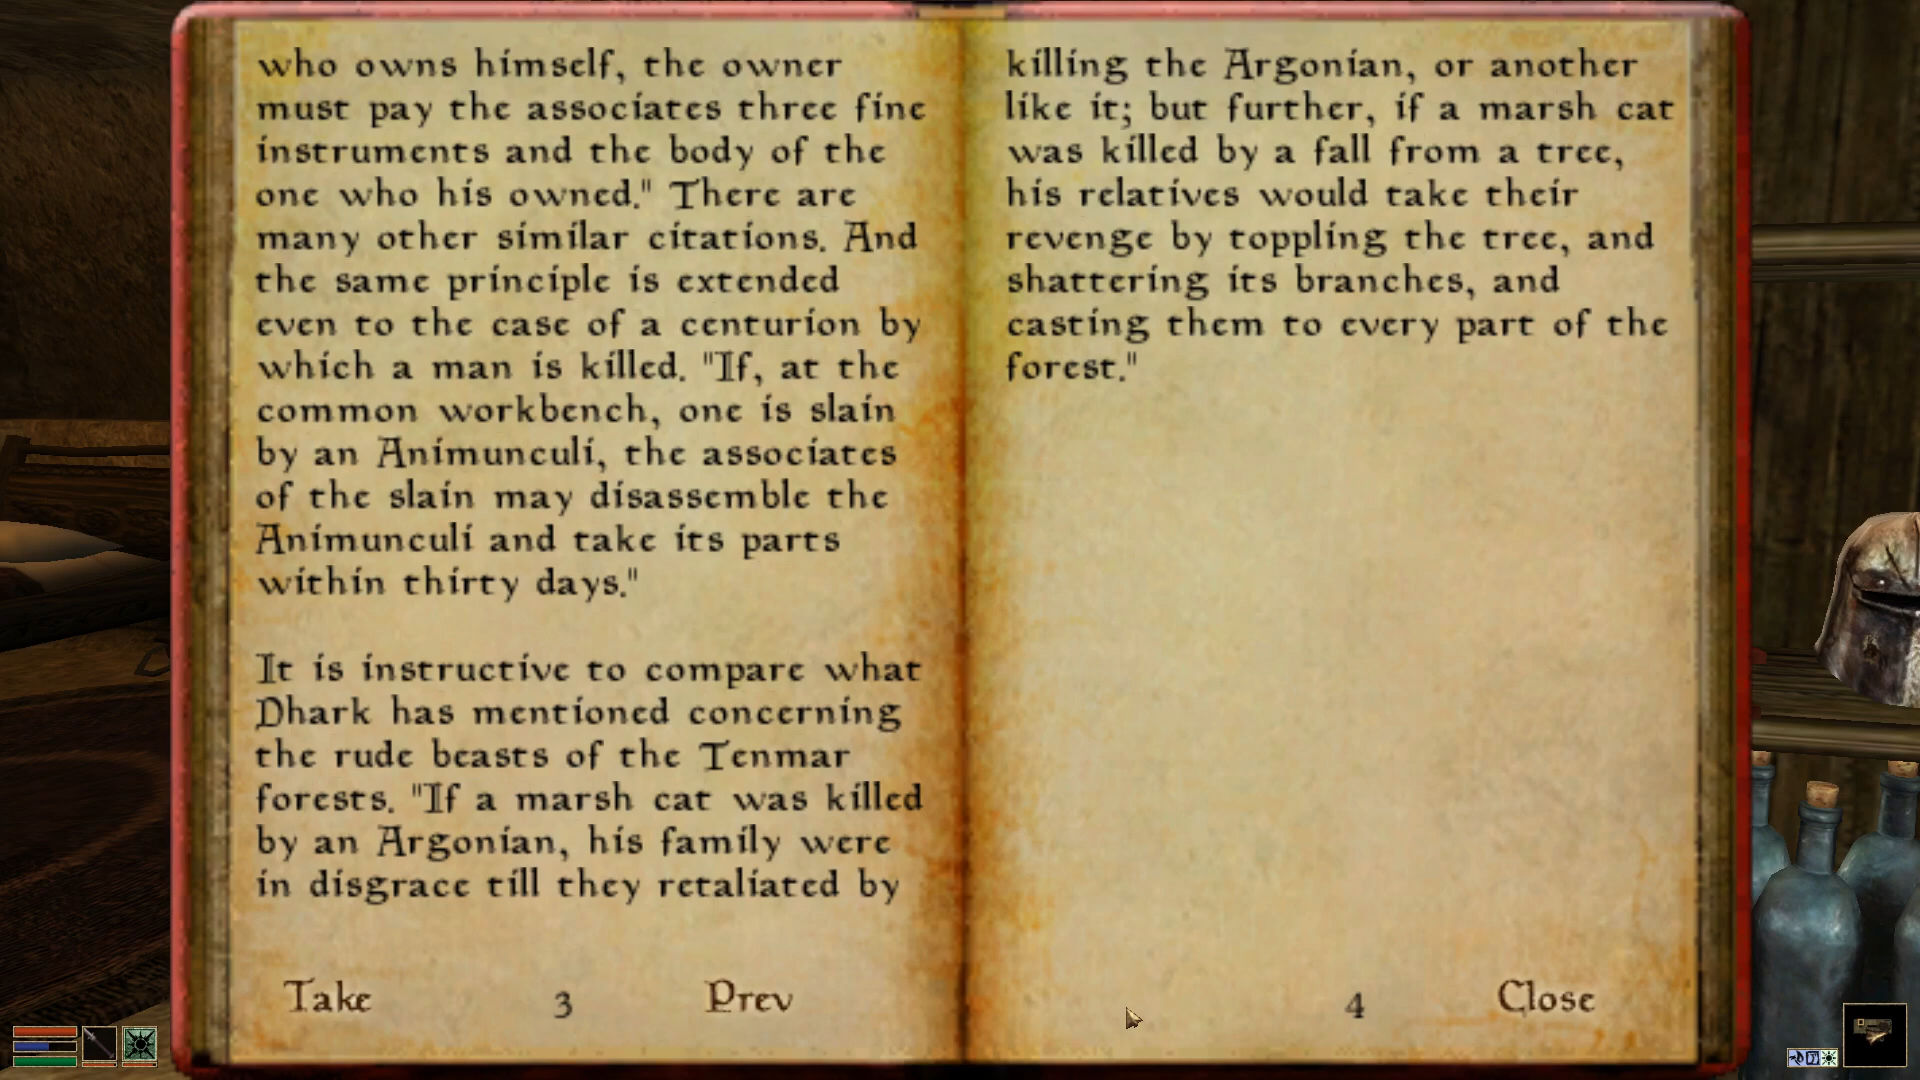 who owns himself, the owner
must pay the associates three fine
instruments and the body of the
one who his owned." There are
many other similar citations. And
the same principle is extended
even to the case of a centurion by
which a man is killed. "If, at the
common workbench, one is slain
by an Animunculi, the associates
of the slain may disassemble the
Animunculi and take its parts
within thirty days."
It is instructive to compare what
Dhark has mentioned concerning
the rude beasts of the Tenmar
forests. "If a marsh cat was killed
by an Argonian, his family were
in disgrace till they retaliated by
Take 3 Prev
killing the Argonian, or another
like it; but further, if a marsh cat
was killed by a fall from a tree,
his relatives would take their
revenge by toppling the tree, and
shattering its branches, and
casting them to every part of the
forest."
4 Close